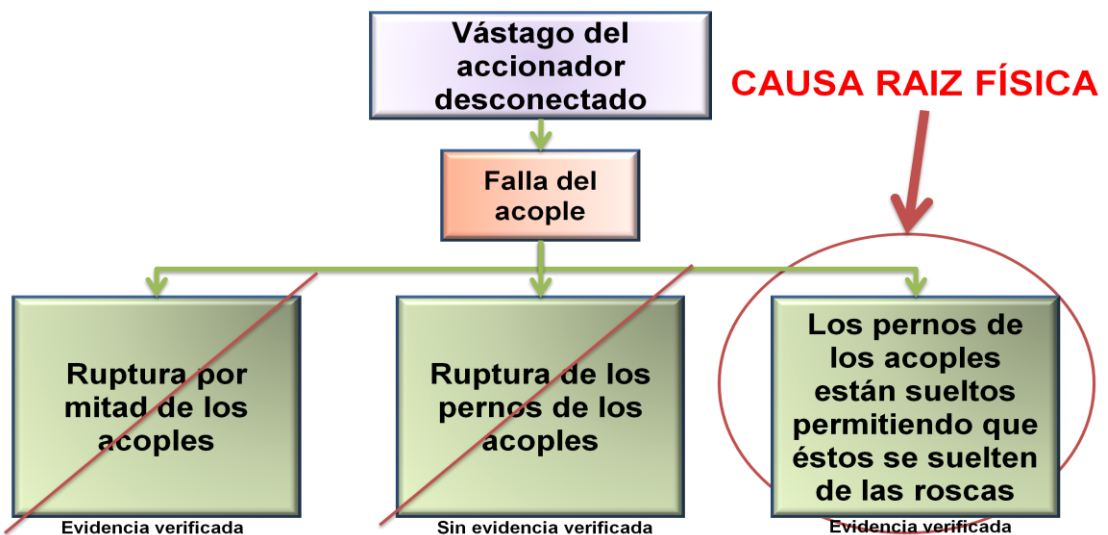 Vástago del
accionador
desconectado
CAUSA RAIZ FÍSICA
Falla del
acople
Ruptura por
mitad de los
acoples
Ruptura de los
pernos de los
acoples
Los pernos de
los acoples
están sueltos
permitiendo que
éstos se suelten
de las roscas
Evidencia verificada
Sin evidencia verificada
Evidencia verificada